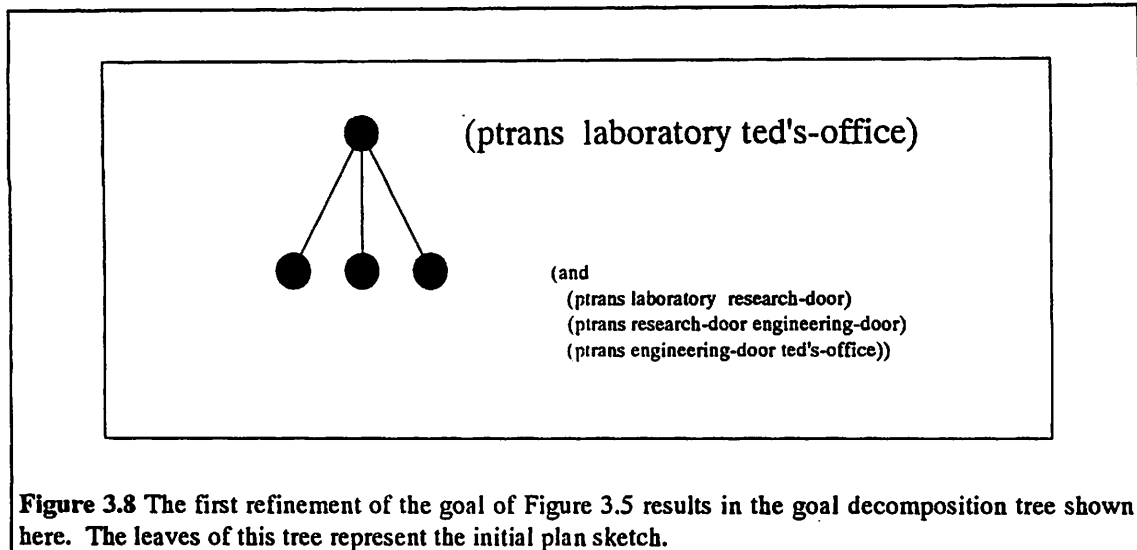 (ptrans laboratory ted's-office)
(and
(ptrans laboratory research-door)
(ptrans research-door engineering-door)
(ptrans engineering-door ted's-office))
Figure 3.8 The first refinement of the goal of Figure 3.5 results in the goal decomposition tree shown
here. The leaves of this tree represent the initial plan sketch.